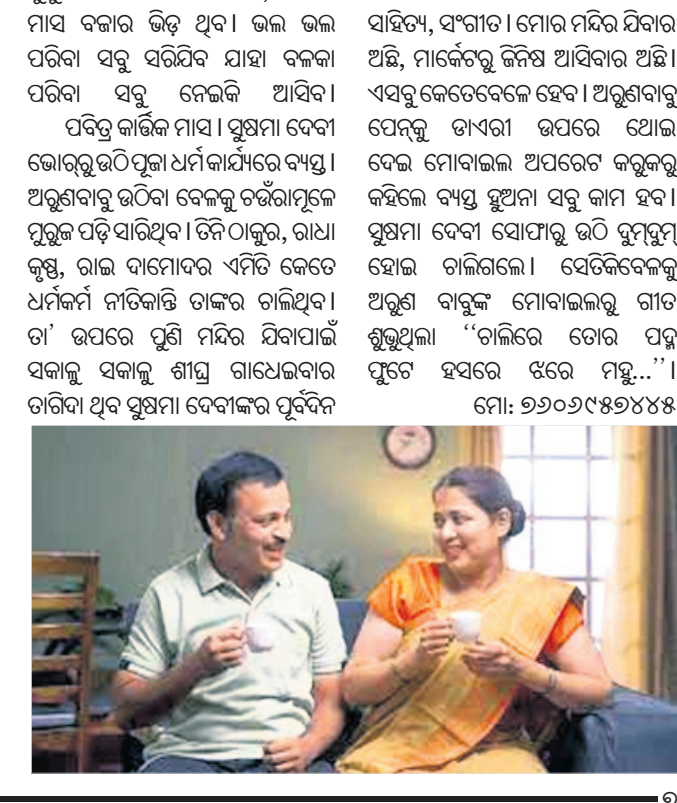 ମାସ ବଜାର ଭିଡ଼ ଥିବ। ଭଲ ଭଲ
ପରିବା ସବୁ ସରିଯିବ ଯାହା ବଳକା
ପରିବା ସବୁ ନେଇକି ଆସିବ।
ପବିତ୍ର କାର୍ତ୍ତିକ ମାସ। ସୁଷମା ଦେବୀ
ଭୋର୍‌ରୁ ଉଠି ପୂଜା ଧର୍ମ କାର୍ଯ୍ୟରେ ବ୍ୟସ୍ତ।
ଅରୁଣବାବୁ ଉଠିବା ବେଳକୁ ଚଉଁରାମୂଳେ
ମୁରୁଜ ପଡ଼ି ସାରିଥିବ। ତିନି ଠାକୁର, ରାଧା
କୃଷ୍ଣ, ରାଇ ଦାମୋଦର ଏମିତି କେତେ
ଧର୍ମକର୍ମ ନୀତିକାନ୍ତି ତାଙ୍କର ଚାଲିଥିବ।
ତା’ ଉପରେ ପୁଣି ମନ୍ଦିର ଯିବାପାଇଁ
ସକାଳୁ ସକାଳୁ ଶୀଘ୍ର ଗାଧେଇବାର
ତାଗିଦା ଥିବ ସୁଷମା ଦେବୀଙ୍କର ପୂର୍ବଦିନ
ସାହିତ୍ୟ, ସଂଗୀତ। ମୋର ମନ୍ଦିର ଯିବାର
ଅଛି, ମାର୍କେଟରୁ ଜିନିଷ ଆସିବାର ଅଛି।
ଏସବୁ କେତେବେଳେ ହେବ। ଅରୁଣବାବୁ
ପେନ୍‌କୁ ଡାଏରୀ ଉପରେ ଥୋଇ
ଦେଇ ମୋବାଇଲ ଅପରେଟ କରୁକରୁ
କହିଲେ ବ୍ୟସ୍ତ ହୁଅନା ସବୁ କାମ ହବ।
ସୁଷମା ଦେବୀ ସୋଫାରୁ ଉଠି ଦୁମ୍‌ଦୁମ୍
ହୋଇ ଚାଲିଗଲେ। ସେତିକିବେଳକୁ
ଅରୁଣ ବାବୁଙ୍କ ମୋବାଇଲରୁ ଗୀତ
ଶୁଭୁଥିଲା ‘‘ଚାଲିରେ ତୋର ପଦ୍ମ
ଫୁଟେ ହସରେ ଝରେ ମହୁ...’’।
ମୋ: ୭୬୦୬୯୫୭୪୪୫